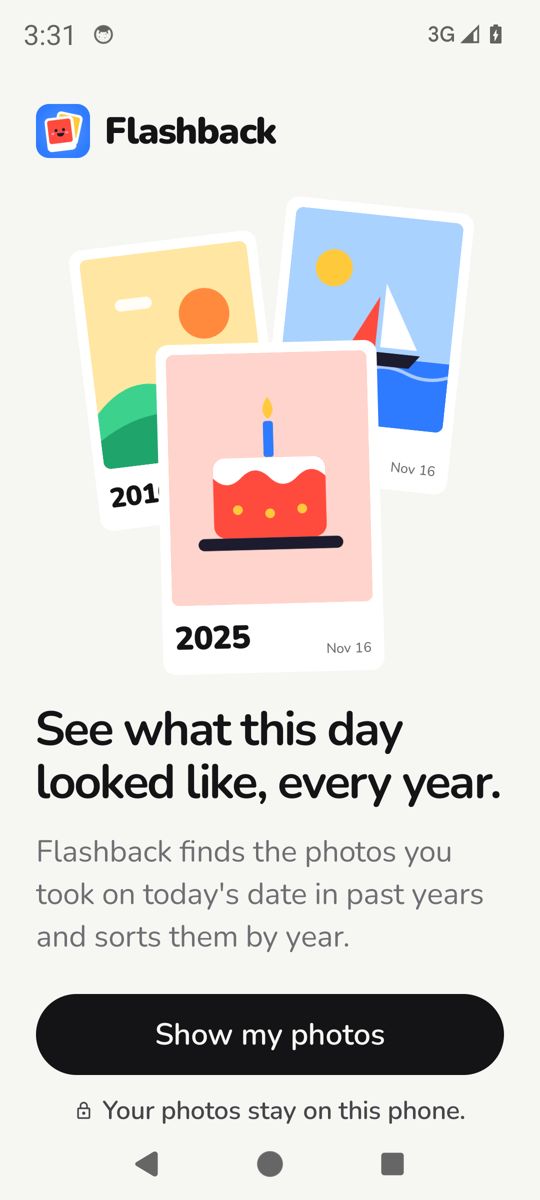 3:31
3G
Flashback
Nov 16
2025
Nov 16
See what this day
looked like, every year.
Flashback finds the photos you
took on today's date in past years
and sorts them by year.
Show my photos
Your photos stay on this phone.